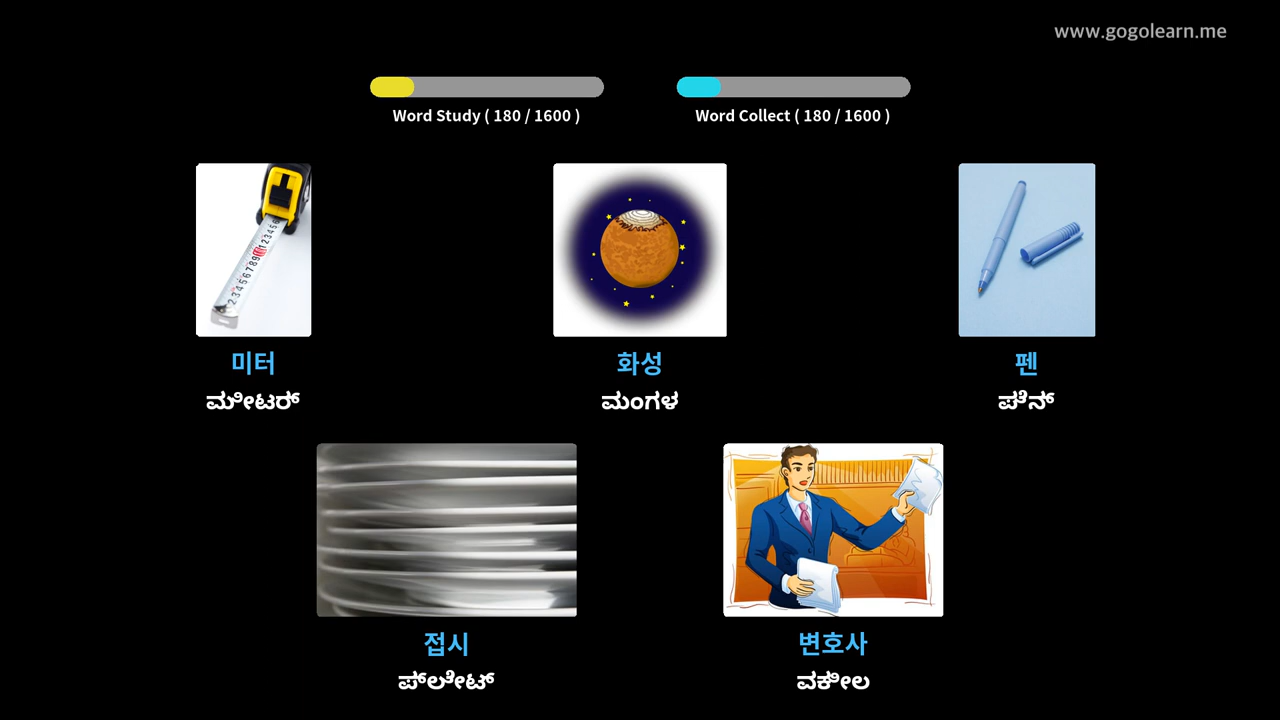 www.gogolearn.me
Word Study ( 180 / 1600 )
Word Collect ( 180 / 1600 )
미터
화성
펜
ಮೀಟರ್
ಮಂಗಳ
ಪೆನ್
접시
변호사
ಪ್ಲೇಟ್
ವಕೀಲ